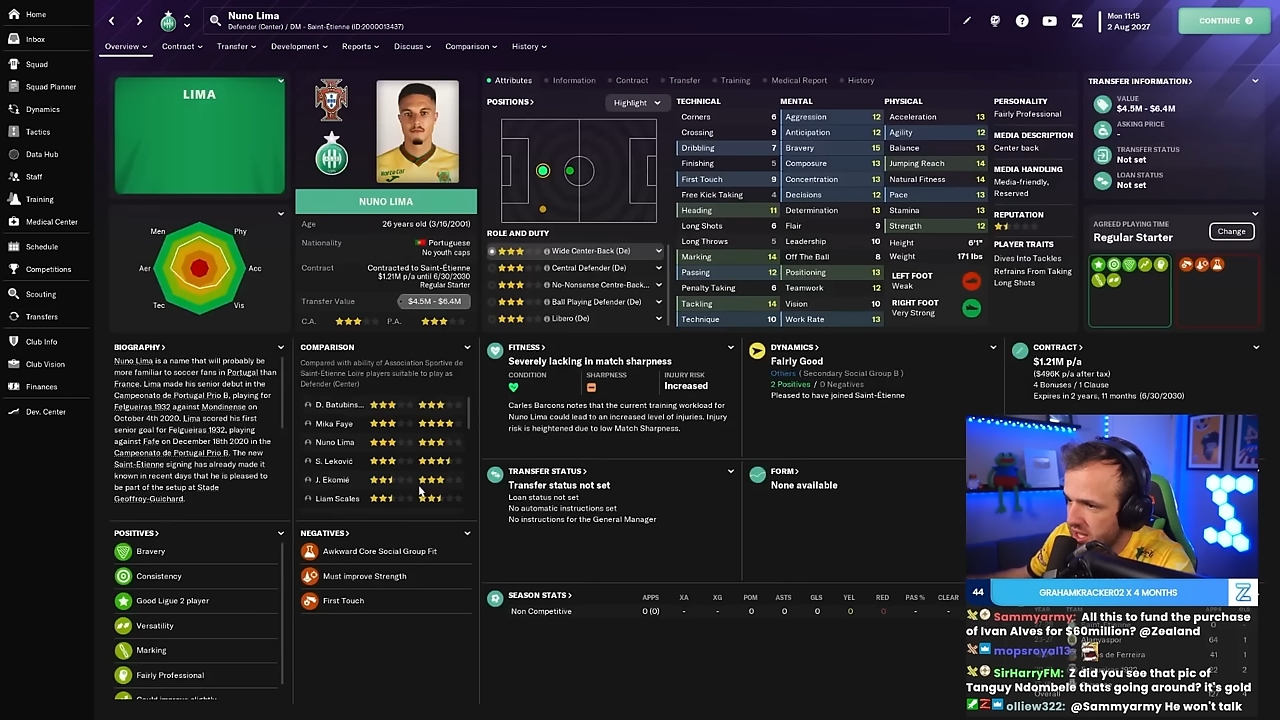 Home
Inbox
Squad
Squad Planner
Dynamics
Tactics
Data Hub
Staff
Training
Medical Center
Schedule
Competitions
Scouting
Transfers
Club Info
Club Vision
Finances
Dev. Center
Nuno Lima
Defender (Center) / DM - Saint-Étienne (ID:2000013437)
Mon 11:15
2 Aug 2027
CONTINUE
Overview
Contract
Transfer
Development
Reports
Discuss
Comparison
History
LIMA
Men Phy
Aer Acc
Tec Vis
NUNO LIMA
Age 26 years old (3/16/2001)
Nationality Portuguese
No youth caps
Contract Contracted to Saint-Étienne
$1.21M p/a until 6/30/2030
Regular Starter
Transfer Value $4.5M - $6.4M
C.A. P.A.
Attributes Information Contract Transfer Training Medical Report History
POSITIONS> Highlight
ROLE AND DUTY
Wide Center-Back (De)
Central Defender (De)
No-Nonsense Centre-Back...
Ball Playing Defender (De)
Libero (De)
TECHNICAL
Corners 6
Crossing 9
Dribbling 7
Finishing 5
First Touch 9
Free Kick Taking 4
Heading 11
Long Shots 6
Long Throws 5
Marking 14
Passing 12
Penalty Taking 6
Tackling 14
Technique 10
MENTAL
Aggression 12
Anticipation 12
Bravery 15
Composure 13
Concentration 13
Decisions 12
Determination 13
Flair 9
Leadership 10
Off The Ball 8
Positioning 13
Teamwork 12
Vision 10
Work Rate 13
PHYSICAL
Acceleration 13
Agility 12
Balance 13
Jumping Reach 14
Natural Fitness 14
Pace 13
Stamina 13
Strength 12
Height 6'1"
Weight 171 lbs
LEFT FOOT
Weak
RIGHT FOOT
Very Strong
PERSONALITY
Fairly Professional
MEDIA DESCRIPTION
Center back
MEDIA HANDLING
Media-friendly,
Reserved
REPUTATION
PLAYER TRAITS
Dives Into Tackles
Refrains From Taking
Long Shots
TRANSFER INFORMATION>
VALUE
$4.5M - $6.4M
ASKING PRICE
-
TRANSFER STATUS
Not set
LOAN STATUS
Not set
AGREED PLAYING TIME
Regular Starter
Change
BIOGRAPHY>
Nuno Lima is a name that will probably be
more familiar to soccer fans in Portugal than
France. Lima made his senior debut in the
Campeonato de Portugal Prio B, playing for
Felgueiras 1932 against Mondinense on
October 4th 2020. Lima scored his first
senior goal for Felgueiras 1932, playing
against Fafe on December 18th 2020 in the
Campeonato de Portugal Prio B. The new
Saint-Étienne signing has already made it
known in recent days that he is pleased to
be part of the setup at Stade
Geoffroy-Guichard.
COMPARISON
Compared with ability of Association Sportive de
Saint-Étienne Loire players suitable to play as
Defender (Center)
D. Batubins...
Mika Faye
Nuno Lima
S. Leković
J. Ekomié
Liam Scales
FITNESS>
Severely lacking in match sharpness
CONDITION SHARPNESS INJURY RISK
Increased
Carles Barcons notes that the current training workload for
Nuno Lima could lead to an increased level of injuries. Injury
risk is heightened due to low Match Sharpness.
DYNAMICS>
Fairly Good
Others ( Secondary Social Group B )
2 Positives / 0 Negatives
Pleased to have joined Saint-Étienne
CONTRACT>
$1.21M p/a
($496K p/a after tax)
4 Bonuses / 1 Clause
Expires in 2 years, 11 months (6/30/2030)
TRANSFER STATUS>
Transfer status not set
Loan status not set
No automatic instructions set
No instructions for the General Manager
FORM>
None available
POSITIVES>
Bravery
Consistency
Good Ligue 2 player
Versatility
Marking
Fairly Professional
Could improve slightly
NEGATIVES>
Awkward Core Social Group Fit
Must improve Strength
First Touch
SEASON STATS> APPS XA XG POM ASTS GLS YEL RED PAS % CLEAR
Non Competitive 0 (0) - - 0 0 0 0 0 - -
44 GRAHAMKRACKER02 X 4 MONTHS
Sammyarmy: All this to fund the purchase
of Ivan Alves for $60million? @Zealand
mopsroyal13:
SirHarryFM: 2 did you see that pic of
Tanguy Ndombele thats going around? it's gold
olliew322: @Sammyarmy He won't talk